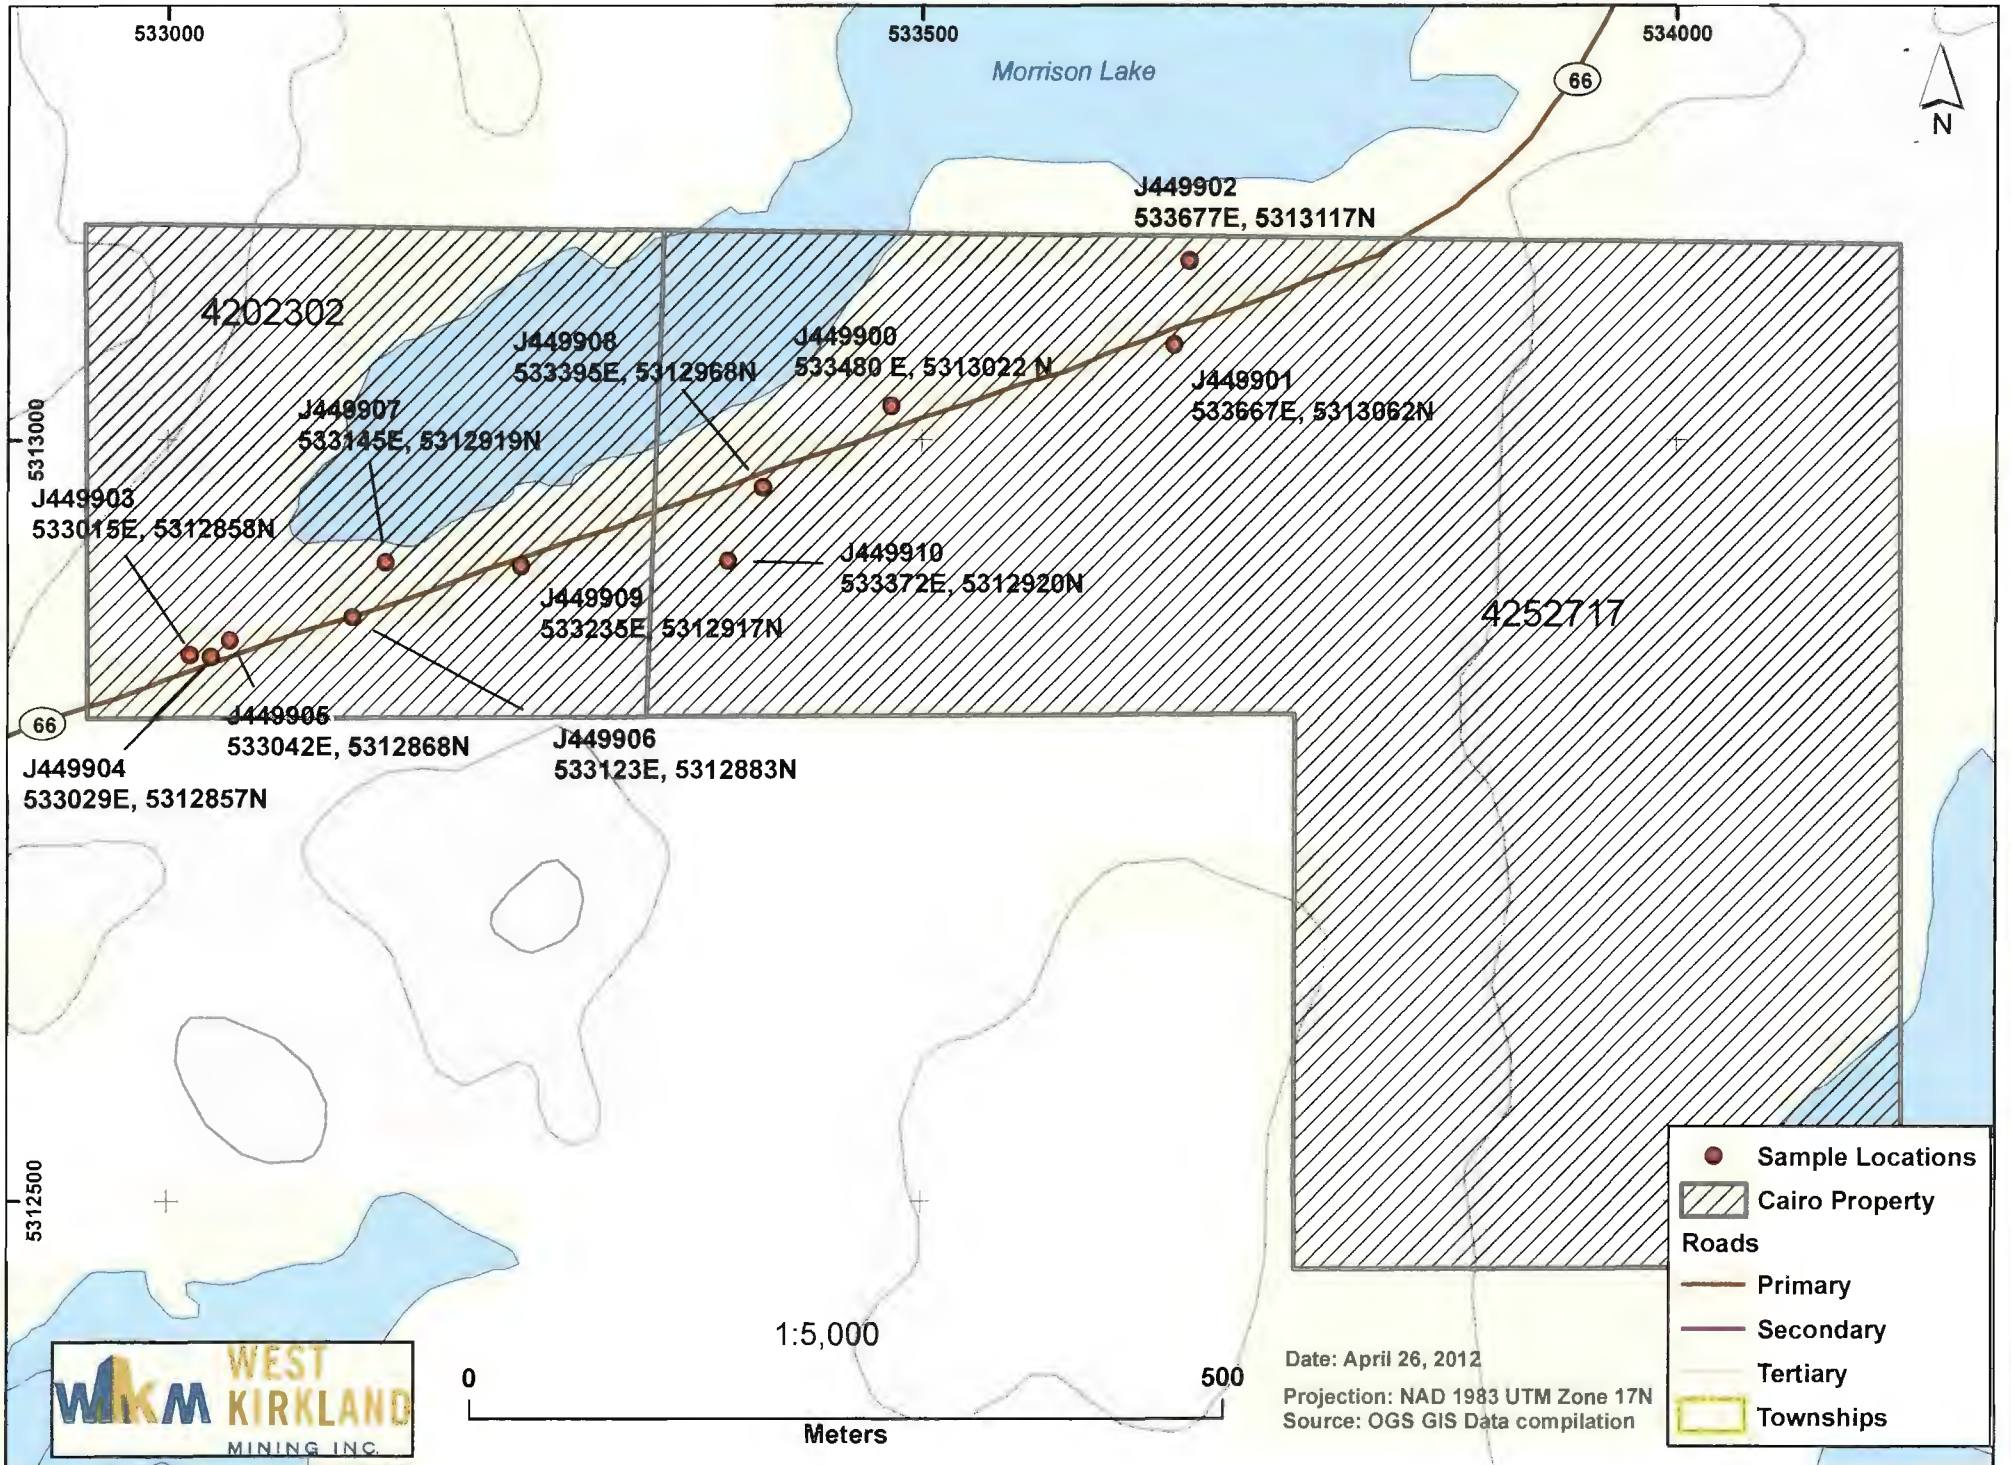 533000
533500
534000
Morrison Lake
66
N
J449902
533677E, 5313117N
4202302
J449908
533395E, 5312968N
J449900
533480 E, 5313022 N
J449901
533667E, 5313062N
J449907
533145E, 5312919N
5313000
J449903
533015E, 5312858N
J449910
533372E, 5312920N
J449909
533235E, 5312917N
4252717
66
J449905
533042E, 5312868N
J449906
533123E, 5312883N
J449904
533029E, 5312857N
5312500
Sample Locations
Cairo Property
Roads
Primary
Secondary
Tertiary
Townships
1:5,000
0
500
Meters
Date: April 26, 2012
Projection: NAD 1983 UTM Zone 17N
Source: OGS GIS Data compilation
WKM
WEST
KIRKLAND
MINING INC.